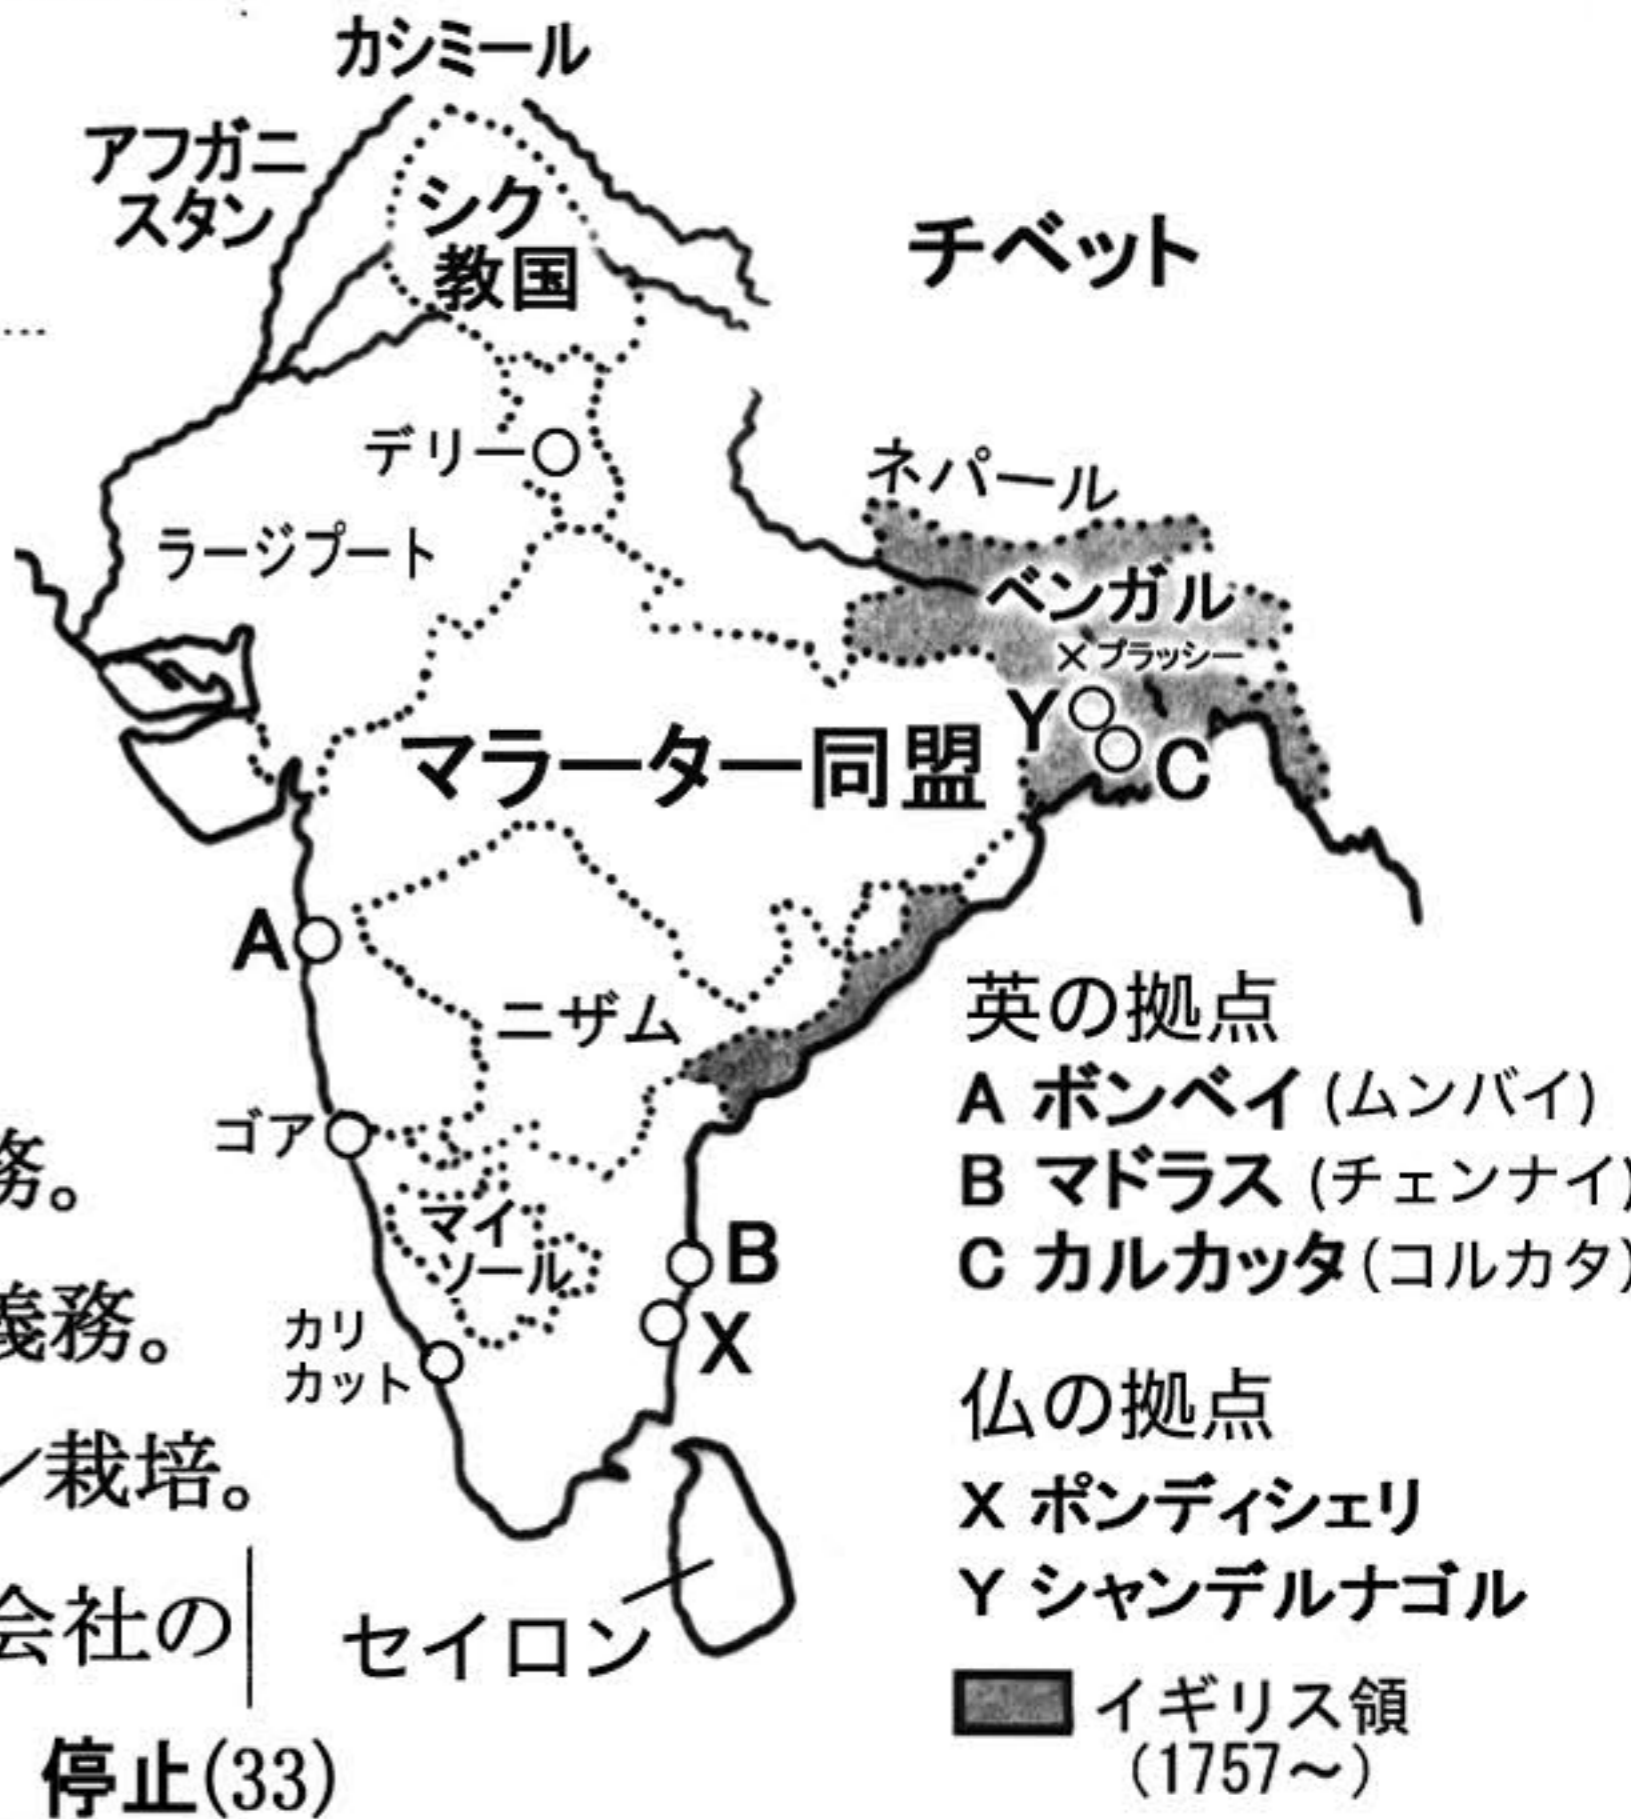 カシミール
アフガニ
スタン
シク
教国
チベット
デリー
ネパール
ラージプート
ベンガル
×プラッシー
Y
C
マラーター同盟
A
ニザム
ゴア
マイ
ソール
B
X
カリ
カット
セイロン
英の拠点
A ボンベイ (ムンバイ)
B マドラス (チェンナイ)
C カルカッタ (コルカタ)
仏の拠点
X ポンディシェリ
Y シャンデルナゴル
イギリス領
(1757~)
務。
義務。
ン栽培。
会社の
停止(33)